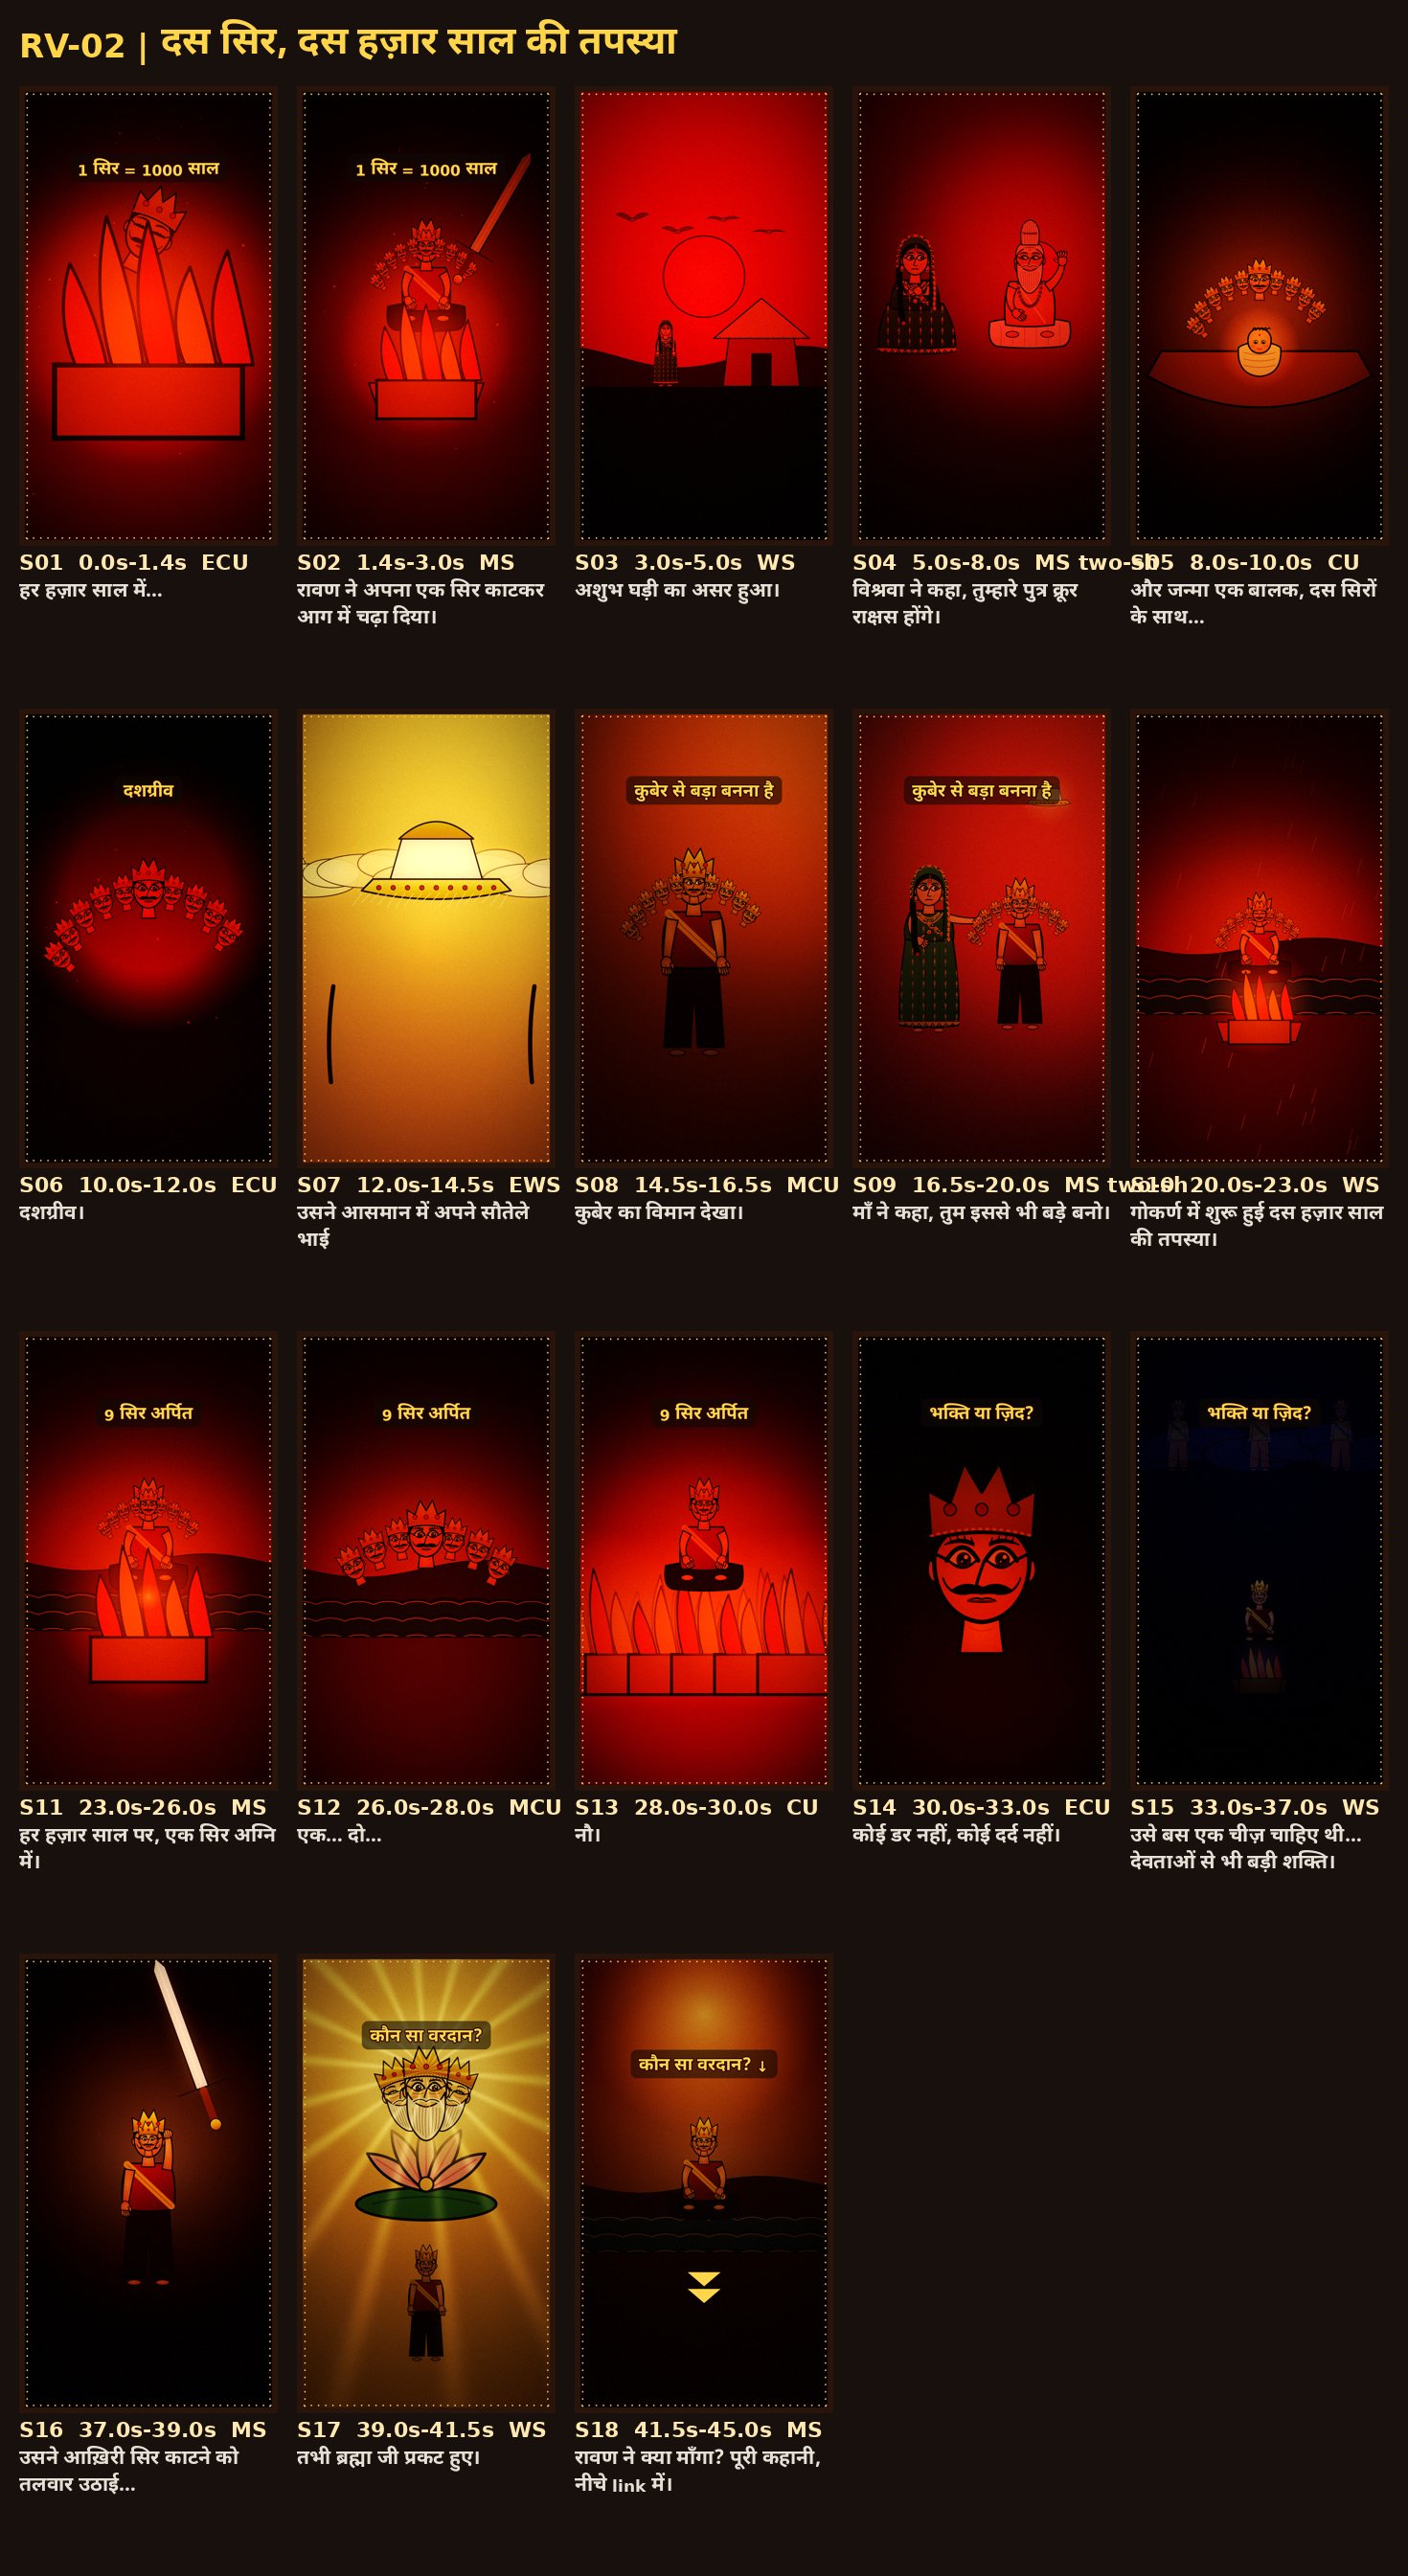 RV-02 | दस सिर, दस हज़ार साल की तपस्या
1 सिर = 1000 साल
S01 0.0s-1.4s ECU
हर हज़ार साल में...
1 सिर = 1000 साल
S02 1.4s-3.0s MS
रावण ने अपना एक सिर काटकर
आग में चढ़ा दिया।
S03 3.0s-5.0s WS
अशुभ घड़ी का असर हुआ।
S04 5.0s-8.0s MS two-sh
विश्रवा ने कहा, तुम्हारे पुत्र क्रूर
राक्षस होंगे।
S05 8.0s-10.0s CU
और जन्मा एक बालक, दस सिरों
के साथ...
दशग्रीव
S06 10.0s-12.0s ECU
दशग्रीव।
S07 12.0s-14.5s EWS
उसने आसमान में अपने सौतेले
भाई
कुबेर से बड़ा बनना है
S08 14.5s-16.5s MCU
कुबेर का विमान देखा।
कुबेर से बड़ा बनना है
S09 16.5s-20.0s MS two-sh
माँ ने कहा, तुम इससे भी बड़े बनो।
S10 20.0s-23.0s WS
गोकर्ण में शुरू हुई दस हज़ार साल
की तपस्या।
9 सिर अर्पित
S11 23.0s-26.0s MS
हर हज़ार साल पर, एक सिर अग्नि
में।
9 सिर अर्पित
S12 26.0s-28.0s MCU
एक... दो...
9 सिर अर्पित
S13 28.0s-30.0s CU
नौ।
भक्ति या ज़िद?
S14 30.0s-33.0s ECU
कोई डर नहीं, कोई दर्द नहीं।
भक्ति या ज़िद?
S15 33.0s-37.0s WS
उसे बस एक चीज़ चाहिए थी...
देवताओं से भी बड़ी शक्ति।
S16 37.0s-39.0s MS
उसने आख़िरी सिर काटने को
तलवार उठाई...
कौन सा वरदान?
S17 39.0s-41.5s WS
तभी ब्रह्मा जी प्रकट हुए।
कौन सा वरदान? ↓
S18 41.5s-45.0s MS
रावण ने क्या माँगा? पूरी कहानी,
नीचे link में।